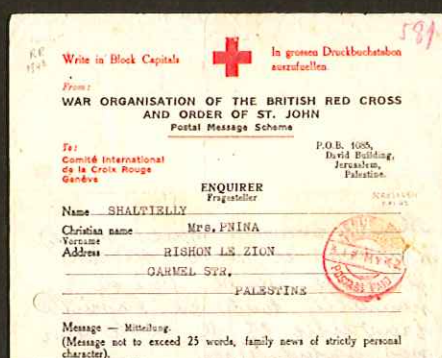 581
Write in Block Capitals
In grossen Druckbuchstaben
auszufuellen.
From:
WAR ORGANISATION OF THE BRITISH RED CROSS
AND ORDER OF ST. JOHN
Postal Message Scheme
To:
Comité International
de la Croix Rouge
Genève
P.O.B. 1085,
David Building,
Jerusalem,
Palestine.
ENQUIRER
Fragesteller
Name SHALTIELLY
Christian name Mrs. PNINA
Vorname
Address RISHON LE ZION
CARMEL STR.
PALESTINE
POSTAGE PAID
Message — Mitteilung.
(Message not to exceed 25 words, family news of strictly personal
character).